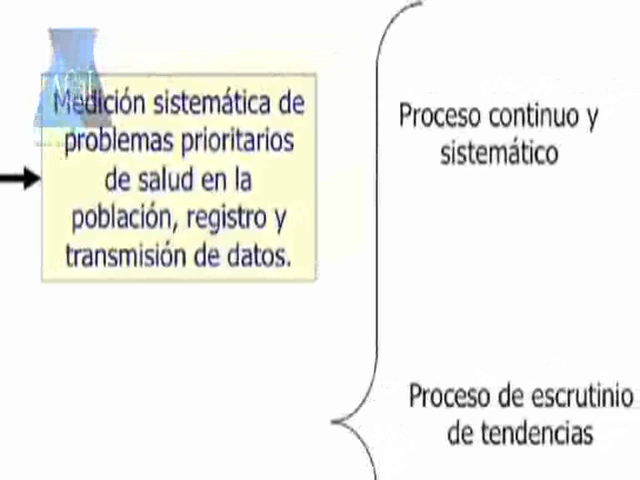 Medición sistemática de
problemas prioritarios
de salud en la
población, registro y
transmisión de datos.
Proceso continuo y
sistemático
Proceso de escrutinio
de tendencias